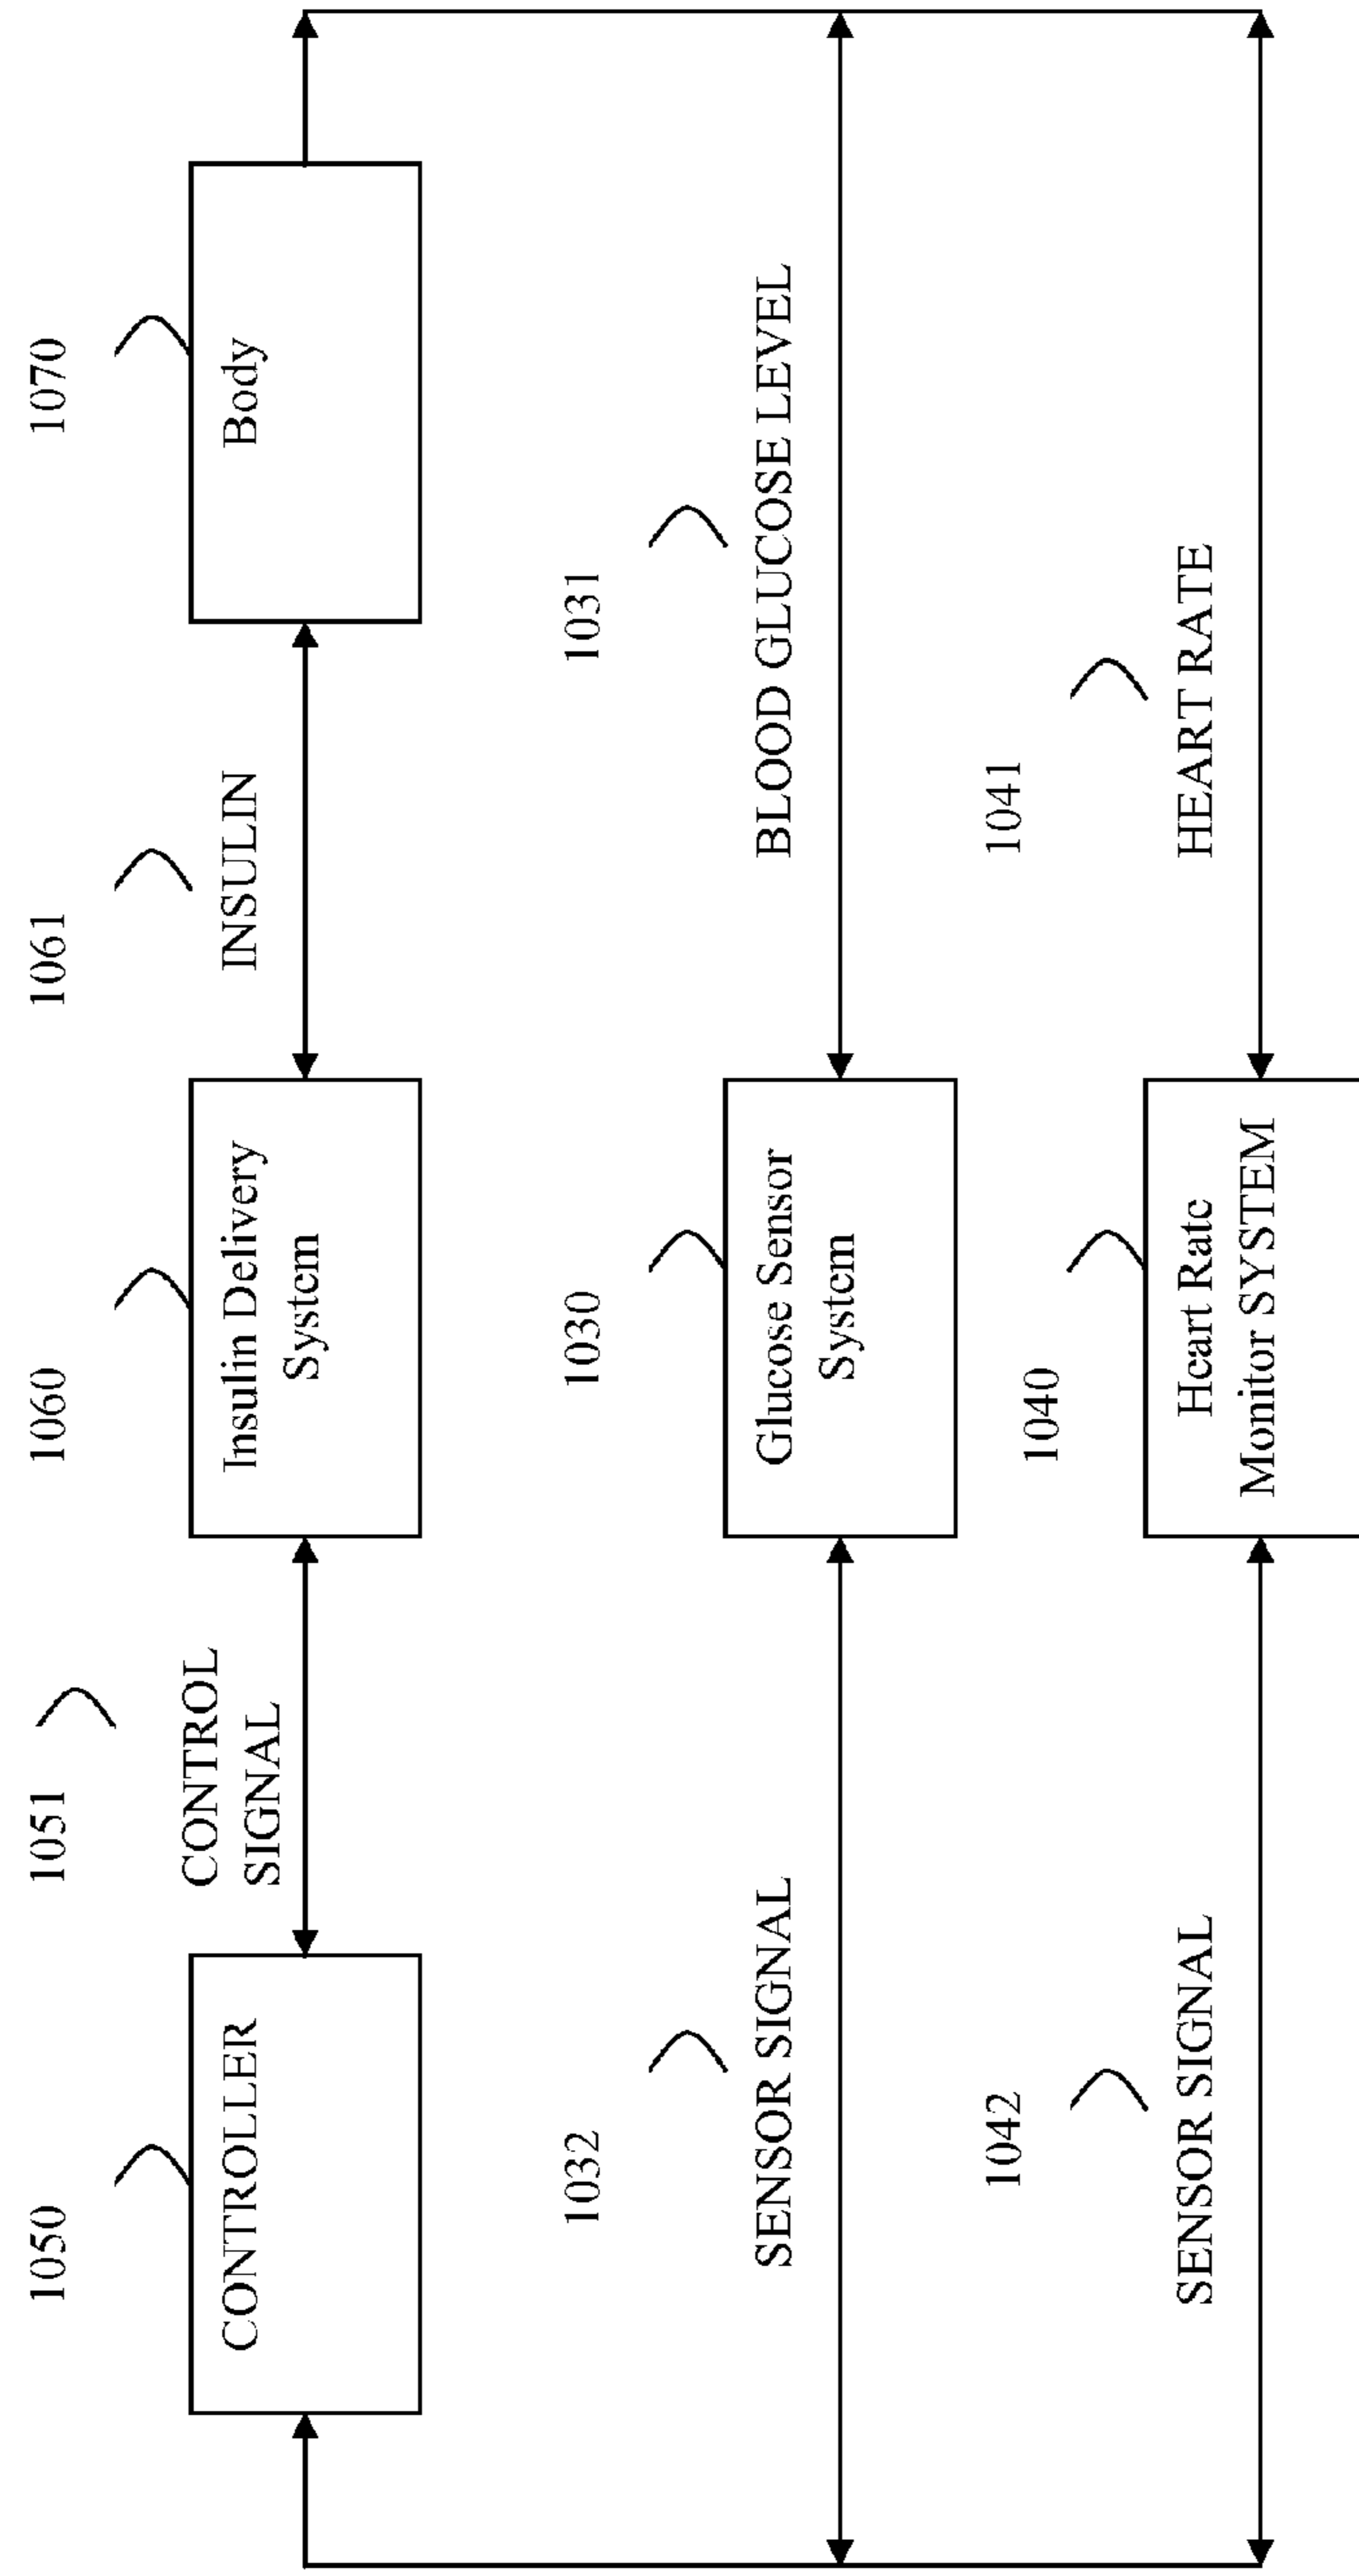 1050
1051
1060
1061
1070
CONTROLLER
CONTROL
SIGNAL
Insulin Delivery
System
INSULIN
Body
1032
1030
1031
SENSOR SIGNAL
Glucose Sensor
System
BLOOD GLUCOSE LEVEL
1042
1040
1041
SENSOR SIGNAL
Heart Rate
Monitor SYSTEM
HEART RATE